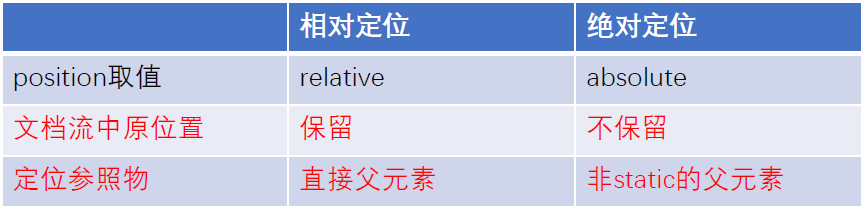 相对定位 绝对定位
position取值 relative absolute
文档流中原位置 保留 不保留
定位参照物 直接父元素 非static的父元素